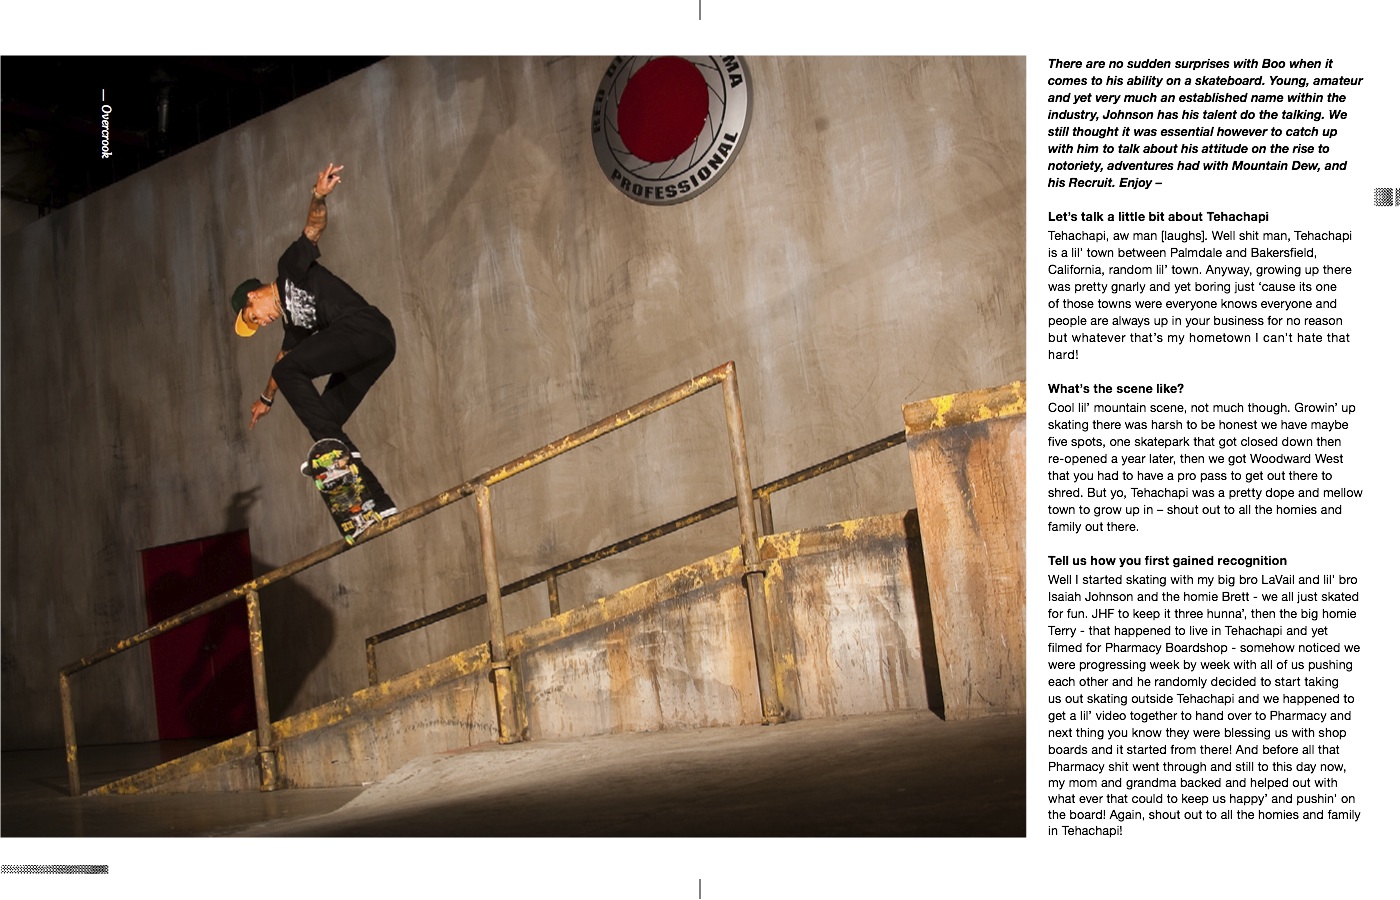 — Overcrook
PROFESSIONAL
There are no sudden surprises with Boo when it
comes to his ability on a skateboard. Young, amateur
and yet very much an established name within the
industry, Johnson has his talent do the talking. We
still thought it was essential however to catch up
with him to talk about his attitude on the rise to
notoriety, adventures had with Mountain Dew, and
his Recruit. Enjoy –
Let's talk a little bit about Tehachapi
Tehachapi, aw man [laughs]. Well shit man, Tehachapi
is a lil' town between Palmdale and Bakersfield,
California, random lil' town. Anyway, growing up there
was pretty gnarly and yet boring just 'cause its one
of those towns were everyone knows everyone and
people are always up in your business for no reason
but whatever that's my hometown I can't hate that
hard!
What's the scene like?
Cool lil' mountain scene, not much though. Growin' up
skating there was harsh to be honest we have maybe
five spots, one skatepark that got closed down then
re-opened a year later, then we got Woodward West
that you had to have a pro pass to get out there to
shred. But yo, Tehachapi was a pretty dope and mellow
town to grow up in – shout out to all the homies and
family out there.
Tell us how you first gained recognition
Well I started skating with my big bro LaVail and lil' bro
Isaiah Johnson and the homie Brett - we all just skated
for fun. JHF to keep it three hunna', then the big homie
Terry - that happened to live in Tehachapi and yet
filmed for Pharmacy Boardshop - somehow noticed we
were progressing week by week with all of us pushing
each other and he randomly decided to start taking
us out skating outside Tehachapi and we happened to
get a lil' video together to hand over to Pharmacy and
next thing you know they were blessing us with shop
boards and it started from there! And before all that
Pharmacy shit went through and still to this day now,
my mom and grandma backed and helped out with
what ever that could to keep us happy' and pushin' on
the board! Again, shout out to all the homies and family
in Tehachapi!